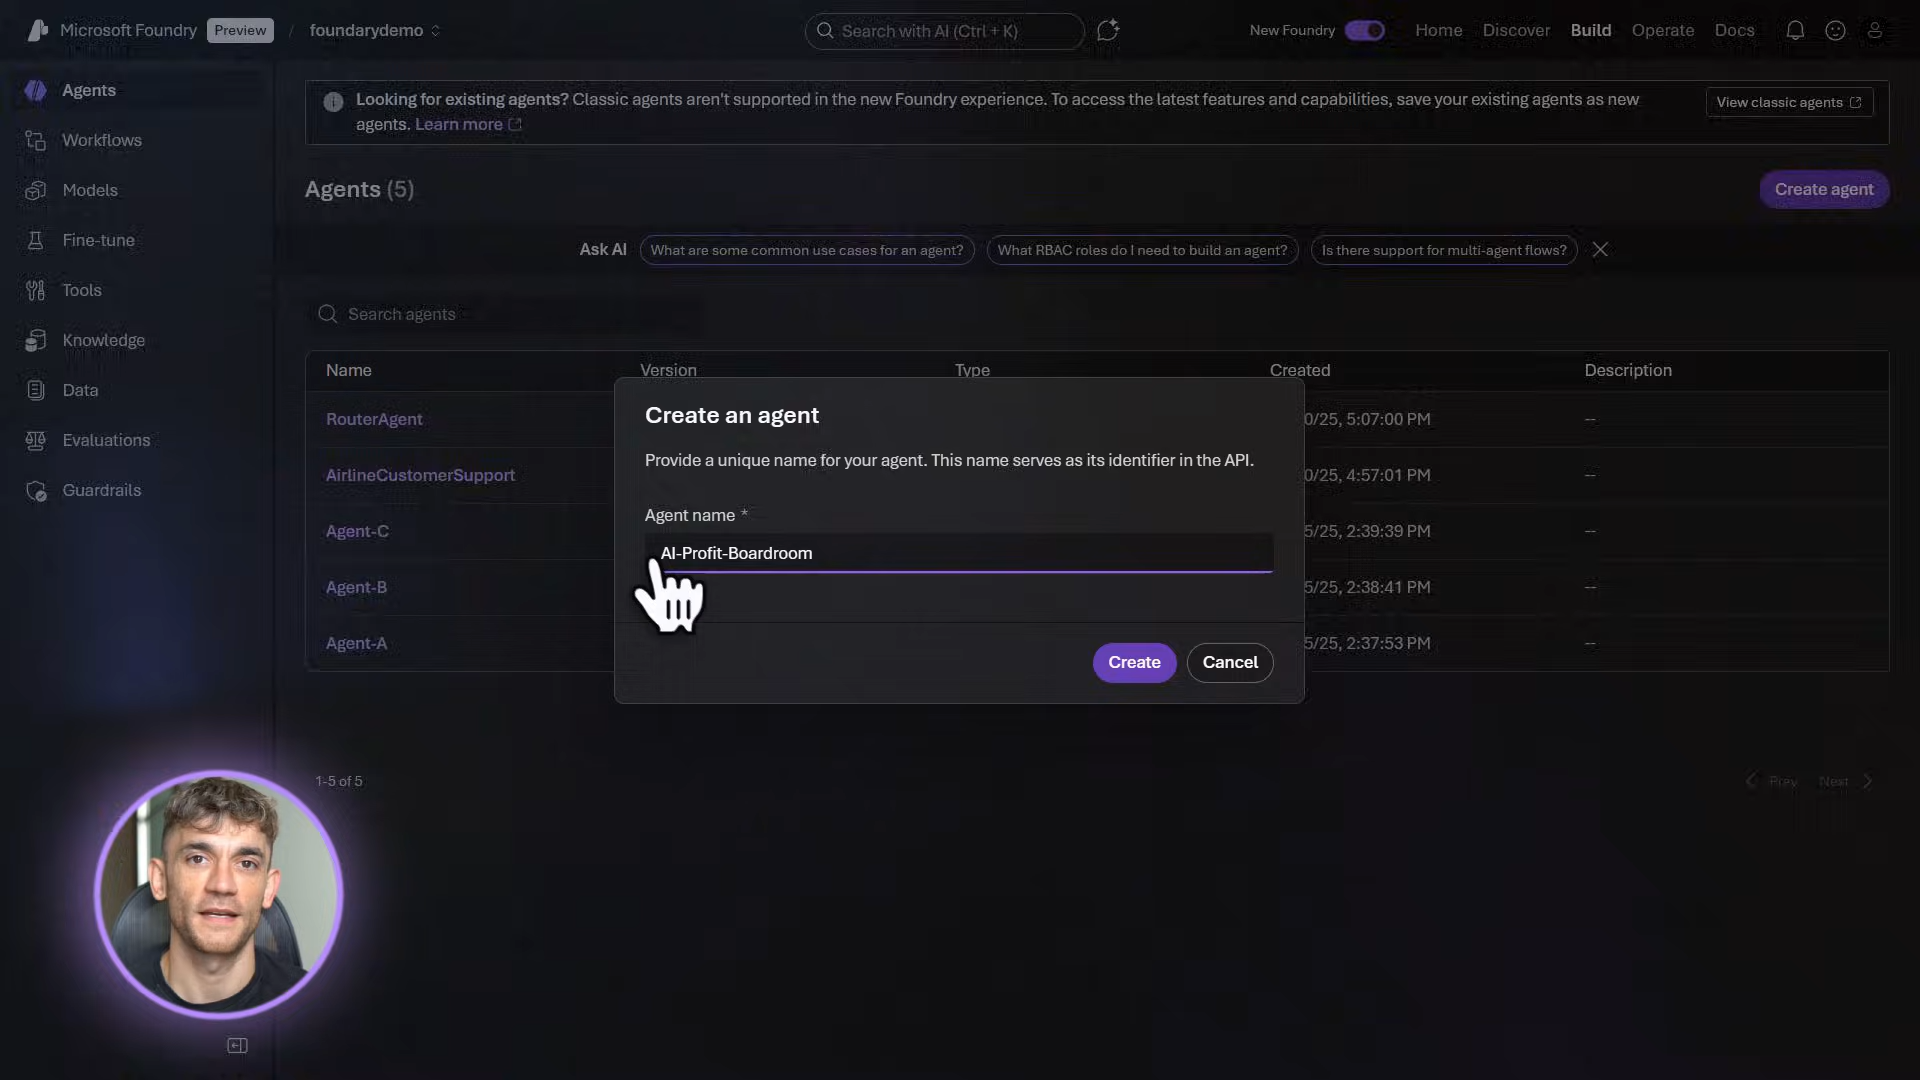 Microsoft Foundry Preview / foundarydemo
Search with AI (Ctrl + K)
New Foundry Home Discover Build Operate Docs
Agents
Workflows
Models
Fine-tune
Tools
Knowledge
Data
Evaluations
Guardrails
Looking for existing agents? Classic agents aren't supported in the new Foundry experience. To access the latest features and capabilities, save your existing agents as new
agents. Learn more
View classic agents
Agents (5)
Create agent
Ask AI What are some common use cases for an agent? What RBAC roles do I need to build an agent? Is there support for multi-agent flows?
Search agents
Name Version Type Created Description
RouterAgent 0/25, 5:07:00 PM --
AirlineCustomerSupport 0/25, 4:57:01 PM --
Agent-C 5/25, 2:39:39 PM --
Agent-B 5/25, 2:38:41 PM --
Agent-A 5/25, 2:37:53 PM --
Create an agent
Provide a unique name for your agent. This name serves as its identifier in the API.
Agent name *
AI-Profit-Boardroom
Create Cancel
1-5 of 5
Prev Next